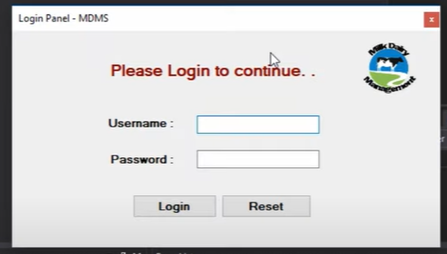 Login Panel - MDMS
x
Please Login to continue. .
Milk Dairy
Management
Username :
Password :
Login
Reset